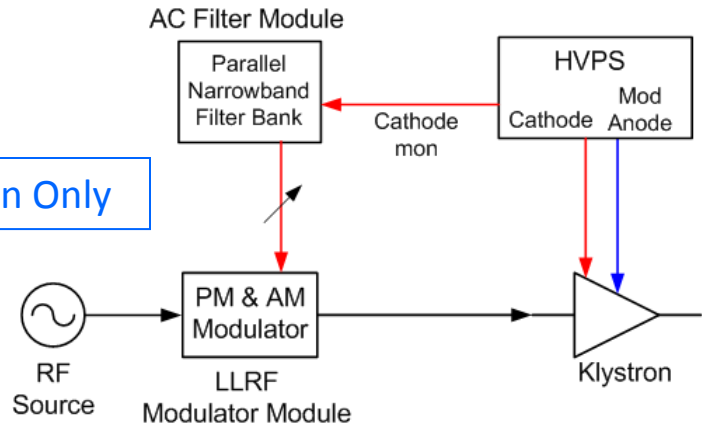 AC Filter Module
Parallel
Narrowband
Filter Bank
HVPS
Mod
Cathode Anode
Cathode
mon
n Only
PM & AM
Modulator
RF
Source
LLRF
Modulator Module
Klystron